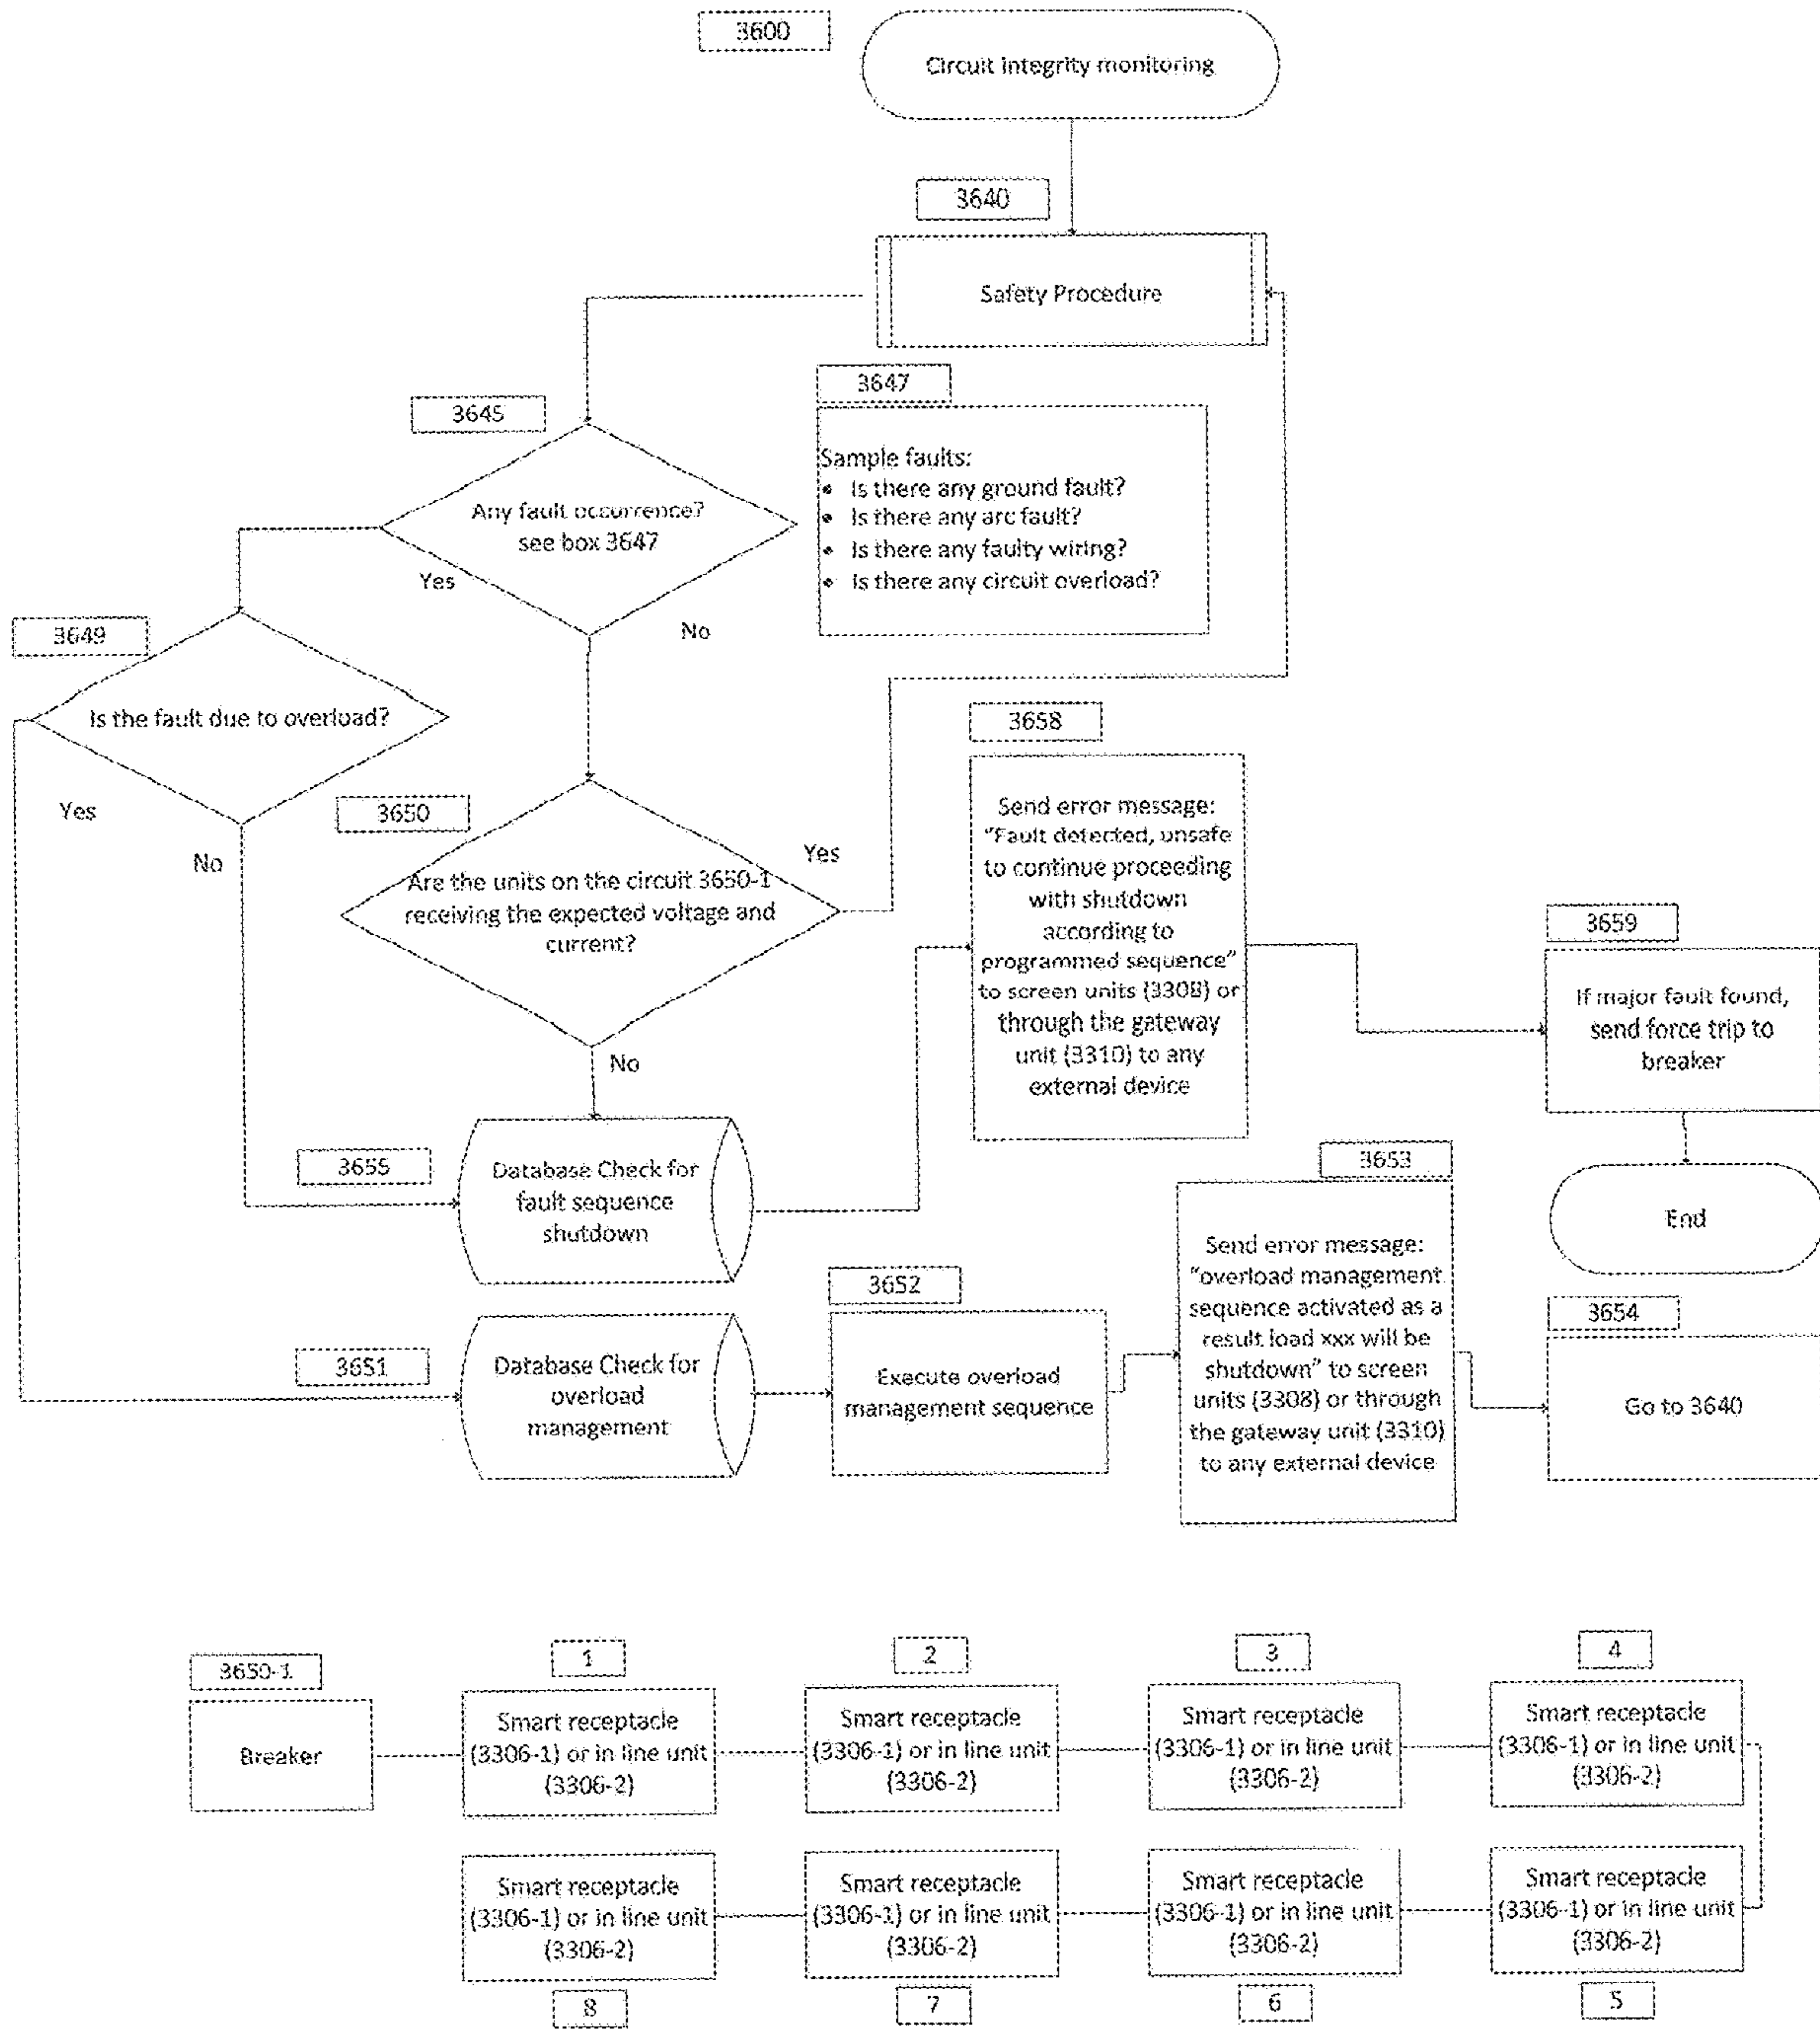 3600
Circuit integrity monitoring
3640
Safety Procedure
3647
3645
Sample faults:
• Is there any ground fault?
• Is there any arc fault?
• Is there any faulty wiring?
• Is there any circuit overload?
Any fault occurrence?
see box 3647
Yes
No
3649
Is the fault due to overload?
Yes
No
3650
Are the units on the circuit 3650-1
receiving the expected voltage and
current?
Yes
No
3658
Send error message:
"Fault detected, unsafe
to continue proceeding
with shutdown
according to
programmed sequence"
to screen units (3308) or
through the gateway
unit (3310) to any
external device
3659
If major fault found,
send force trip to
breaker
End
3655
Database Check for
fault sequence
shutdown
3651
Database Check for
overload
management
3652
Execute overload
management sequence
3653
Send error message:
"overload management
sequence activated as a
result load xxx will be
shutdown" to screen
units (3308) or through
the gateway unit (3310)
to any external device
3654
Go to 3640
3650-1
Breaker
1
Smart receptacle
(3306-1) or in line unit
(3306-2)
2
Smart receptacle
(3306-1) or in line unit
(3306-2)
3
Smart receptacle
(3306-1) or in line unit
(3306-2)
4
Smart receptacle
(3306-1) or in line unit
(3306-2)
Smart receptacle
(3306-1) or in line unit
(3306-2)
8
Smart receptacle
(3306-1) or in line unit
(3306-2)
7
Smart receptacle
(3306-1) or in line unit
(3306-2)
6
Smart receptacle
(3306-1) or in line unit
(3306-2)
5